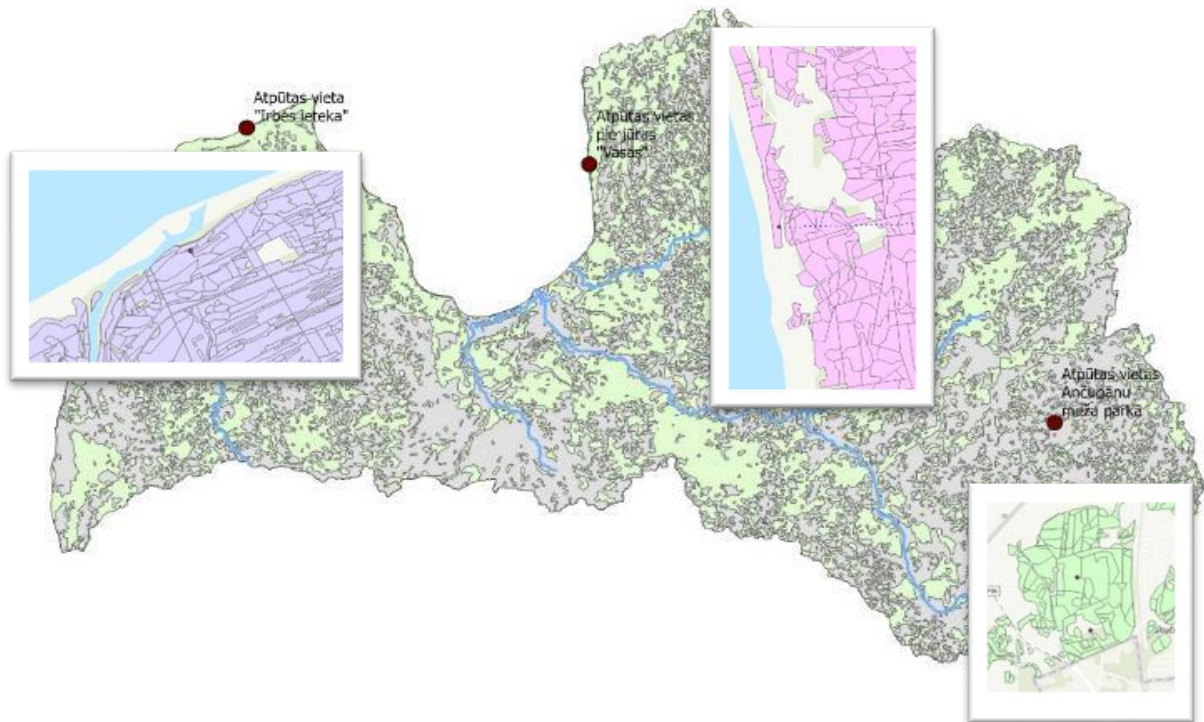 Atpūtas vieta
"Irbes ieteka"
Atpūtas vietas
pie jūras
"Vasas"
Atpūtas vietas
Ančupānu
meža parkā